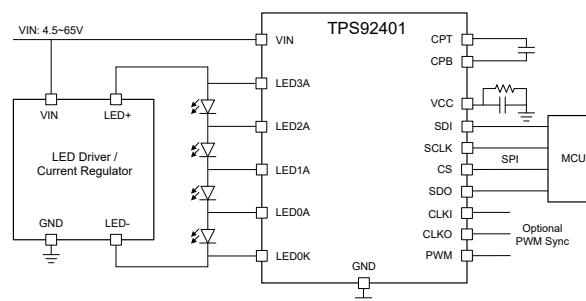 VIN: 4.5~65V
VIN
LED+
LED Driver /
Current Regulator
GND
LED-
TPS92401
VIN
LED3A
LED2A
LED1A
LED0A
LED0K
GND
CPT
CPB
VCC
SDI
SCLK
CS
SDO
CLKI
CLKO
PWM
SPI
MCU
Optional
PWM Sync